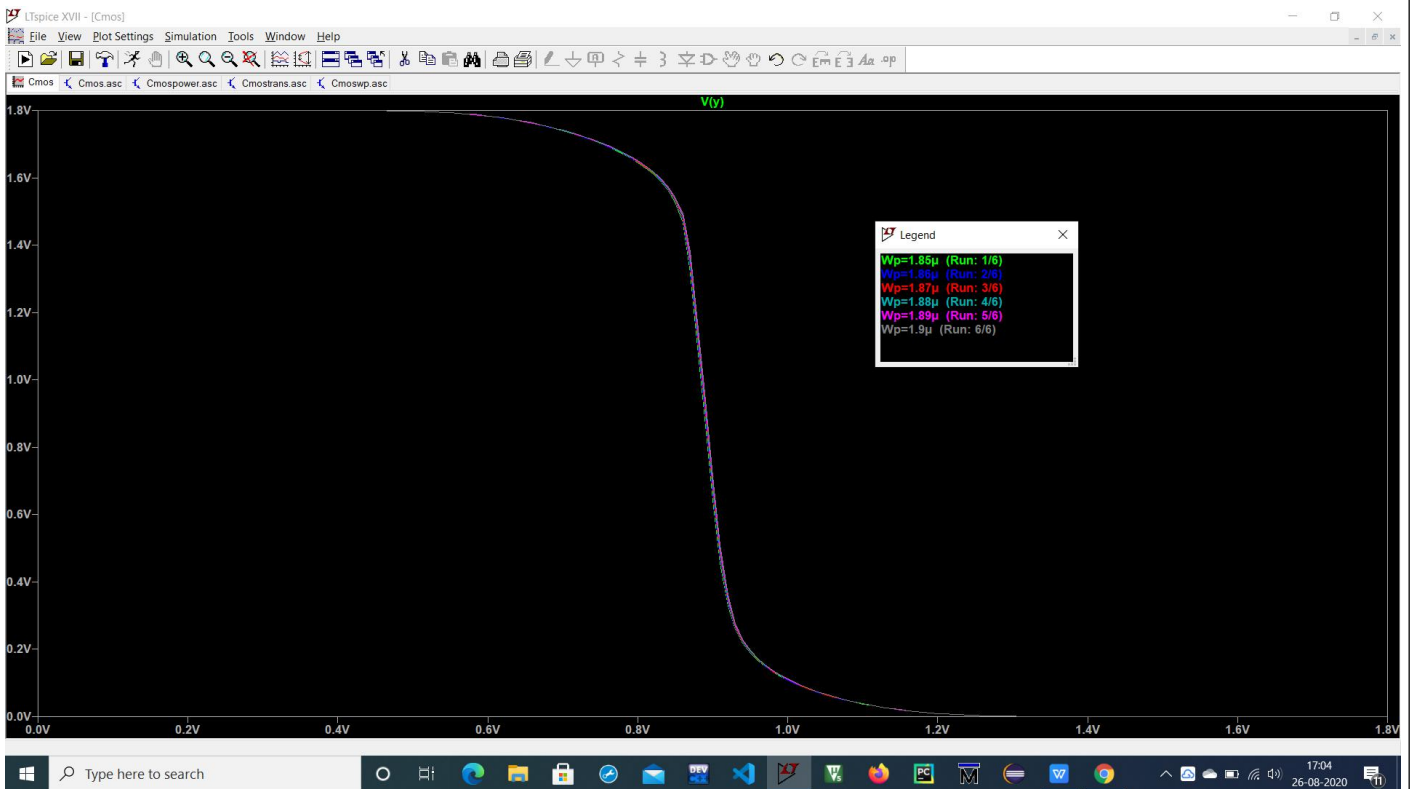 LTspice XVII - [Cmos]
File View Plot Settings Simulation Tools Window Help
Cmos Cmos.asc Cmospower.asc Cmostrans.asc Cmoswp.asc
V(y)
1.8V
1.6V
1.4V
1.2V
1.0V
0.8V
0.6V
0.4V
0.2V
0.0V
0.0V 0.2V 0.4V 0.6V 0.8V 1.0V 1.2V 1.4V 1.6V 1.8V
Legend
Wp=1.85µ (Run: 1/6)
Wp=1.86µ (Run: 2/6)
Wp=1.87µ (Run: 3/6)
Wp=1.88µ (Run: 4/6)
Wp=1.89µ (Run: 5/6)
Wp=1.9µ (Run: 6/6)
Type here to search
17:04
26-08-2020